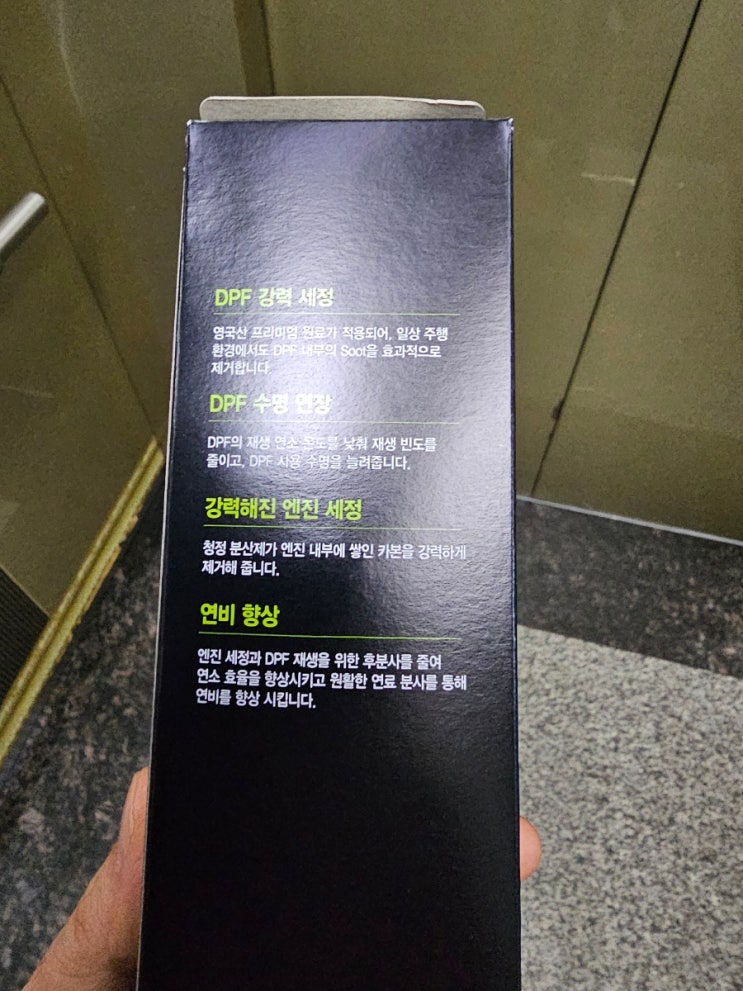 DPF 강력 세정
영국산 프리미엄 원료가 적용되어, 일상 주행
환경에서도 DPF 내부의 Soot을 효과적으로
제거합니다.
DPF 수명 연장
DPF의 재생 연소 온도를 낮춰 재생 빈도를
줄이고, DPF 사용 수명을 늘려줍니다.
강력해진 엔진 세정
청정 분산제가 엔진 내부에 쌓인 카본을 강력하게
제거해 줍니다.
연비 향상
엔진 세정과 DPF 재생을 위한 후분사를 줄여
연소 효율을 향상시키고 원활한 연료 분사를 통해
연비를 향상 시킵니다.